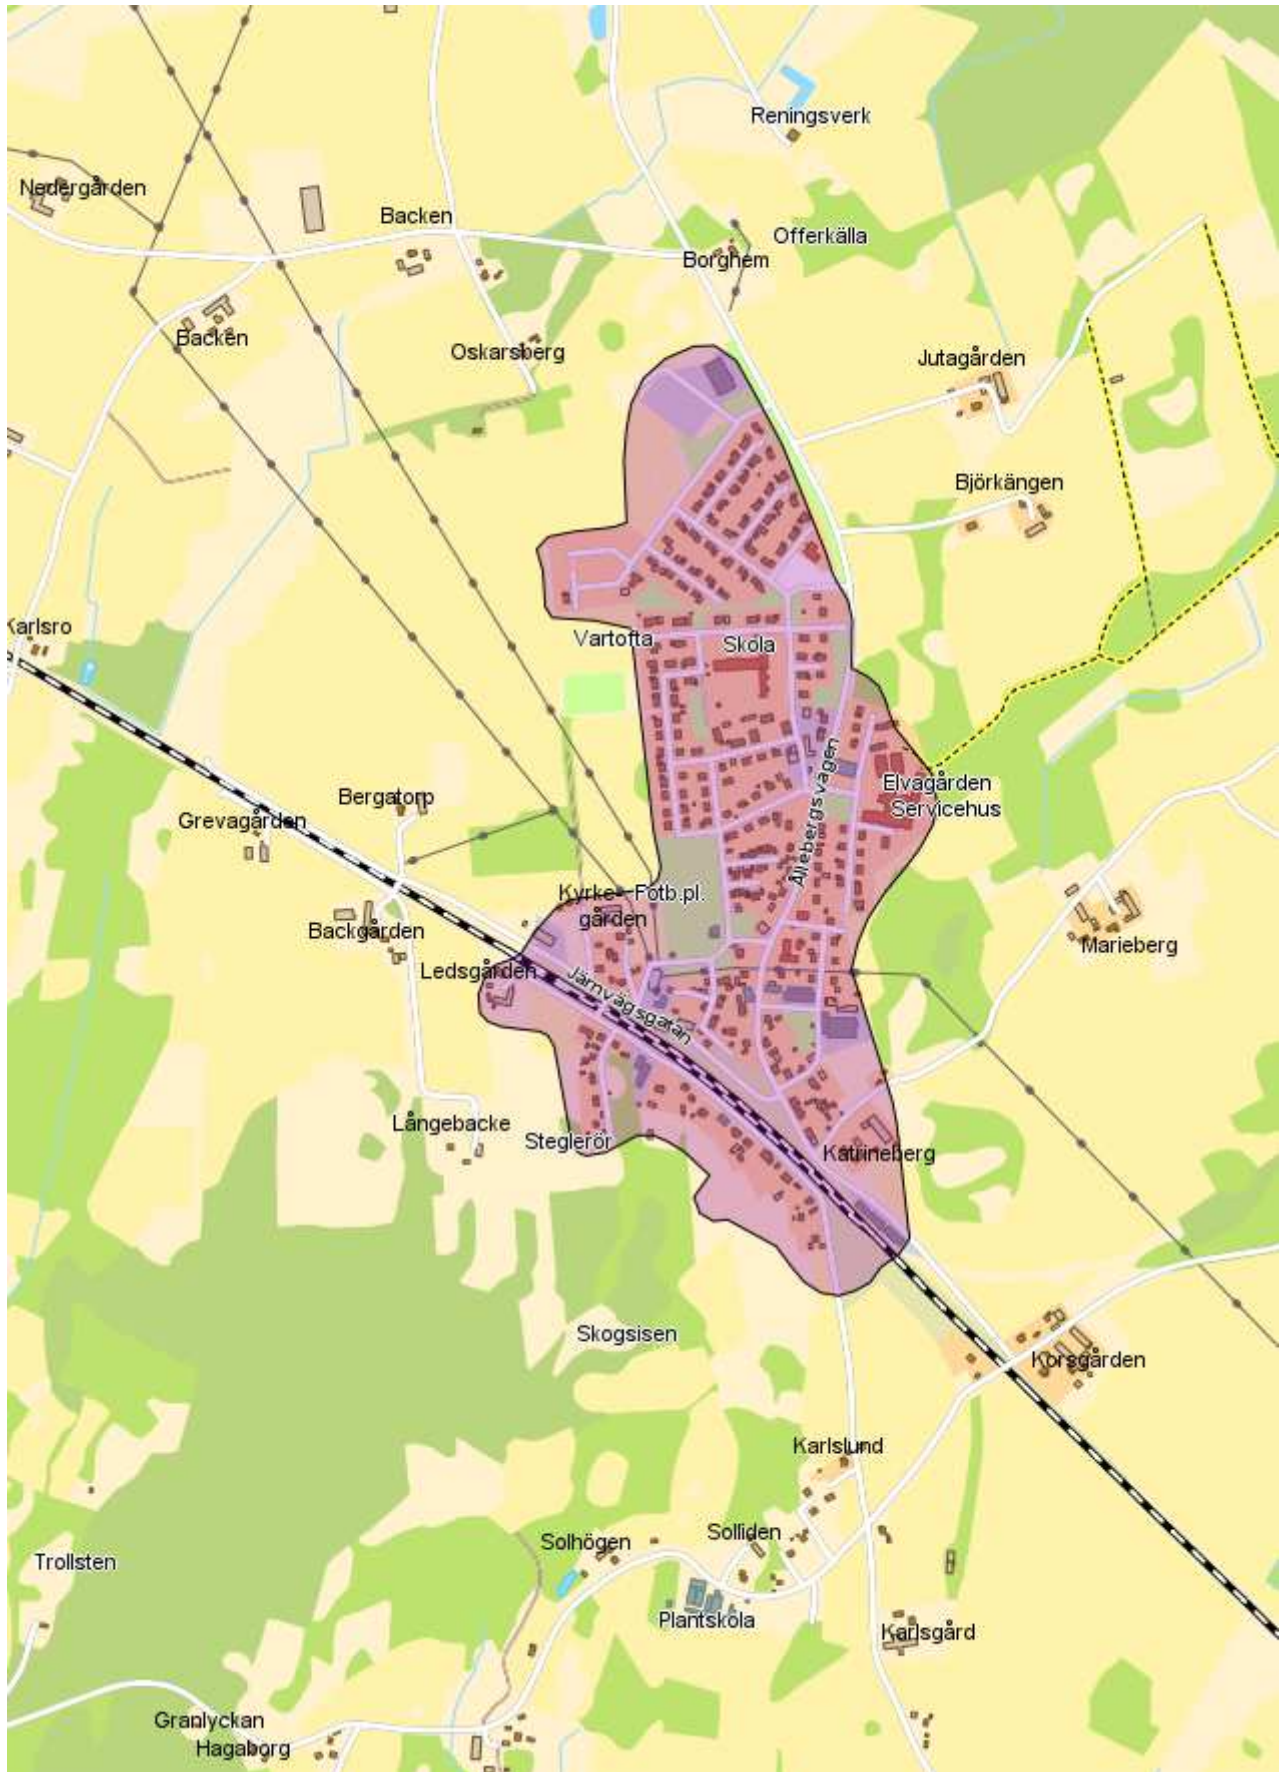 Reningsverk
Nedergården
Backen
Offerkälla
Borghem
Backen
Oskarsberg
Jutagården
Björkängen
Karlsro
Vartofta
Skola
Ållebergsvägen
Elvagården
Servicehus
Bergatorp
Grevagården
Kyrke-
gården
Fotb.pl.
Backgården
Marieberg
Ledsgården
Järnvägsgatan
Långebacke
Steglerör
Katrineberg
Skogsisen
Korsgården
Karlslund
Solliden
Solhögen
Trollsten
Plantskola
Karlsgård
Granlyckan
Hagaborg